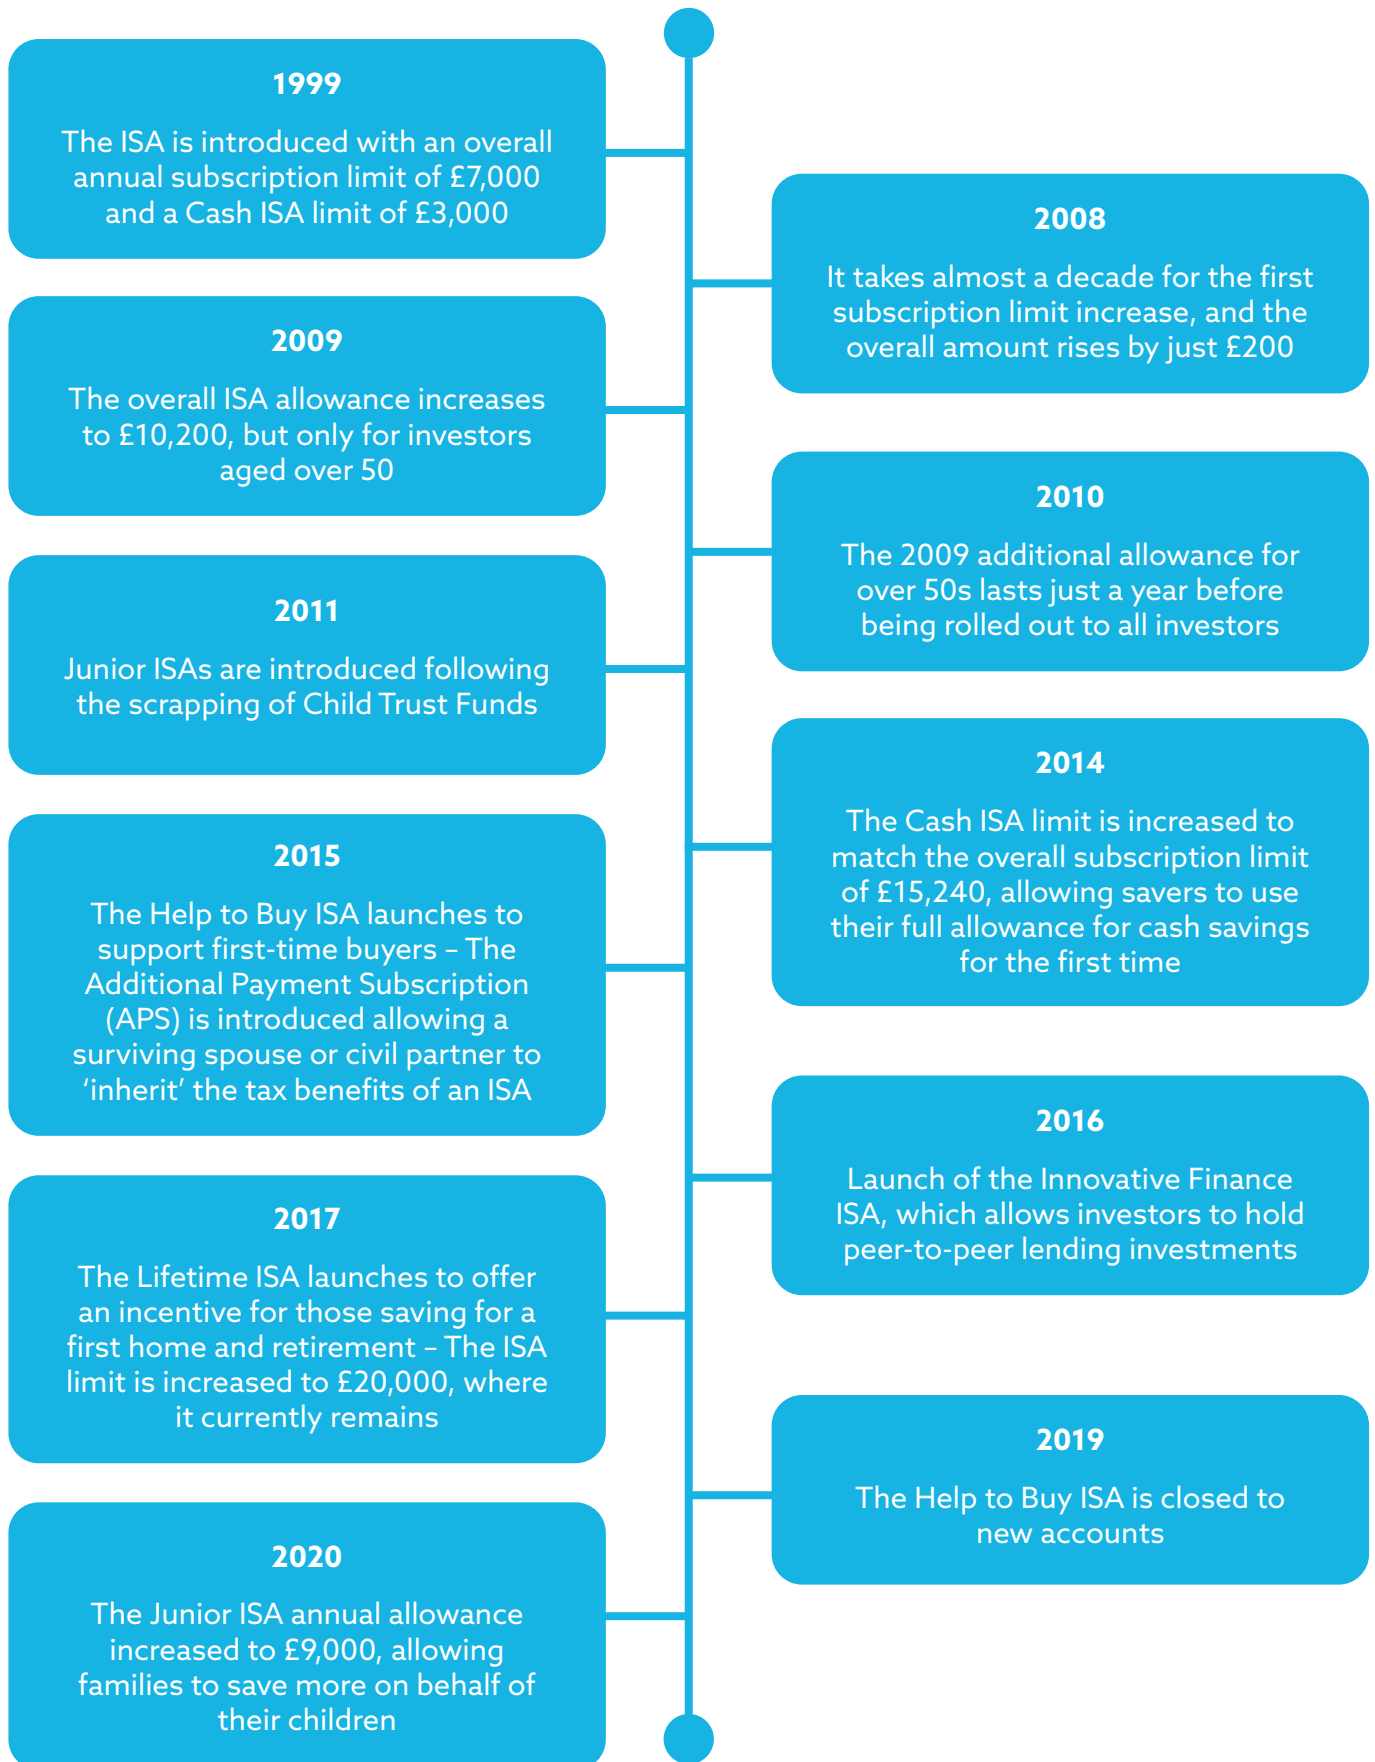 1999
The ISA is introduced with an overall
annual subscription limit of £7,000
and a Cash ISA limit of £3,000
2008
It takes almost a decade for the first
subscription limit increase, and the
overall amount rises by just £200
2009
The overall ISA allowance increases
to £10,200, but only for investors
aged over 50
2010
The 2009 additional allowance for
over 50s lasts just a year before
being rolled out to all investors
2011
Junior ISAs are introduced following
the scrapping of Child Trust Funds
2014
The Cash ISA limit is increased to
match the overall subscription limit
of £15,240, allowing savers to use
their full allowance for cash savings
for the first time
2015
The Help to Buy ISA launches to
support first-time buyers – The
Additional Payment Subscription
(APS) is introduced allowing a
surviving spouse or civil partner to
‘inherit’ the tax benefits of an ISA
2016
Launch of the Innovative Finance
ISA, which allows investors to hold
peer-to-peer lending investments
2017
The Lifetime ISA launches to offer
an incentive for those saving for a
first home and retirement – The ISA
limit is increased to £20,000, where
it currently remains
2019
The Help to Buy ISA is closed to
new accounts
2020
The Junior ISA annual allowance
increased to £9,000, allowing
families to save more on behalf of
their children